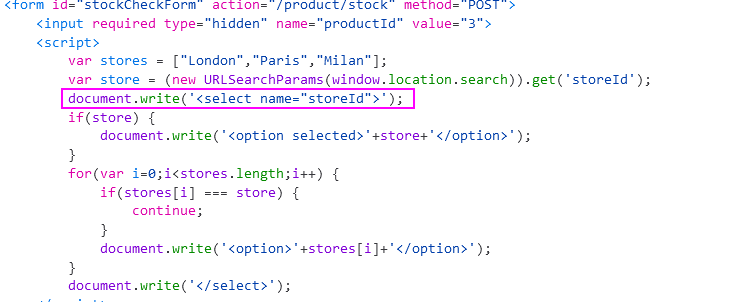 <form id="stockCheckForm" action="/product/stock" method="POST">
<input required type="hidden" name="productId" value="3">
<script>
var stores = ["London","Paris","Milan"];
var store = (new URLSearchParams(window.location.search)).get('storeId');
document.write('<select name="storeId">');
if(store) {
document.write('<option selected>'+store+'</option>');
}
for(var i=0;i<stores.length;i++) {
if(stores[i] === store) {
continue;
}
document.write('<option>'+stores[i]+'</option>');
}
document.write('</select>');